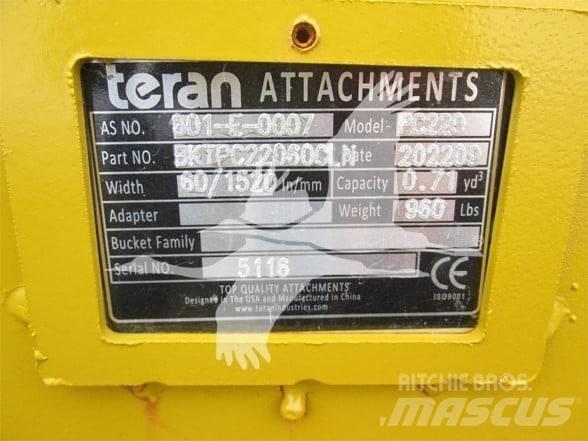 teran ATTACHMENTS
AS NO. 601-E-0007 Model PC220
Part No. BKTPC22060CLN Date 202209
Width 60/1520 In/mm Capacity 0.71 yd³
Adapter Weight 960 Lbs
Bucket Family
Serial NO. 5116
CE
TOP QUALITY ATTACHMENTS
Designed in The USA and Manufactured in China
www.teranindustries.com
ISO9001
RITCHIE BROS.
MASCUS